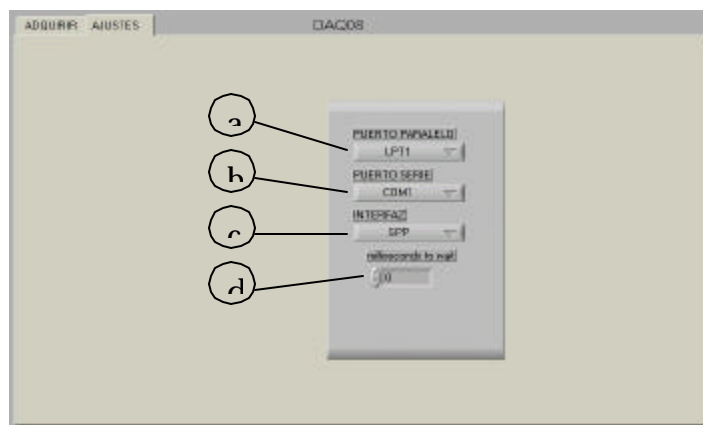 ADQUIRIR AJUSTES DAQ08
a
PUERTO PARALELO
LPT1
b
PUERTO SERIE
COM1
c
INTERFAZ
SPP
milliseconds to wait
d
0